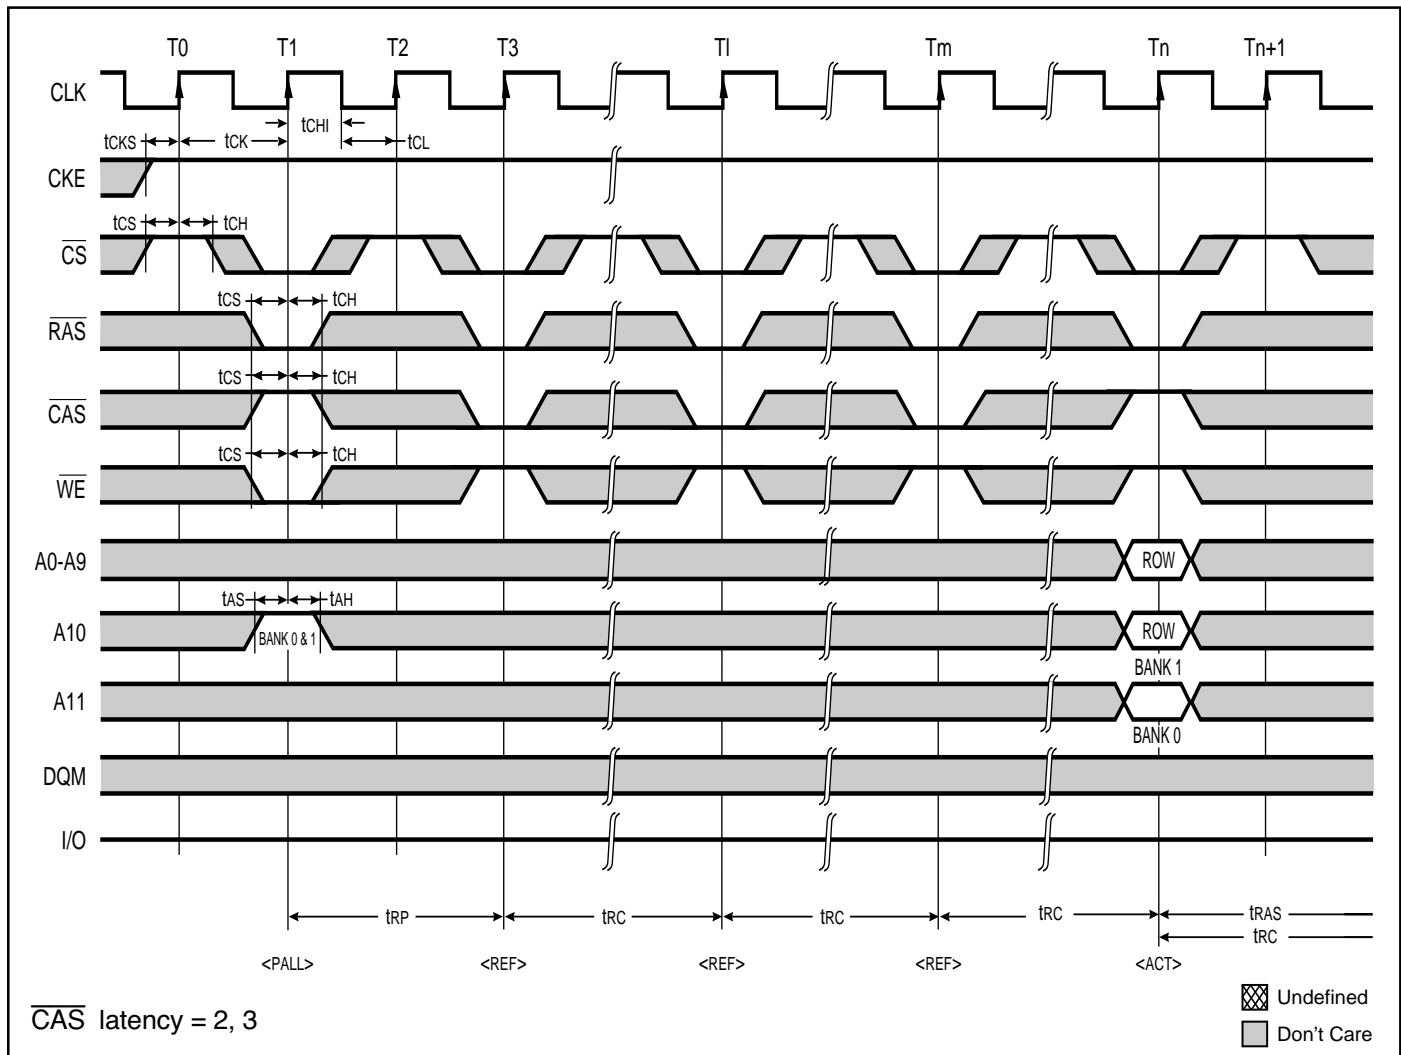 T0 T1 T2 T3 Tl Tm Tn Tn+1
CLK
tCHI
tCKS tCK tCL
CKE
tCS tCH
CS
tCS tCH
RAS
tCS tCH
CAS
tCS tCH
WE
A0-A9 ROW
tAS tAH
A10 BANK 0 & 1 ROW
BANK 1
A11
BANK 0
DQM
I/O
tRP tRC tRC tRC tRAS
tRC
<PALL> <REF> <REF> <REF> <ACT>
Undefined
CAS latency = 2, 3
Don't Care